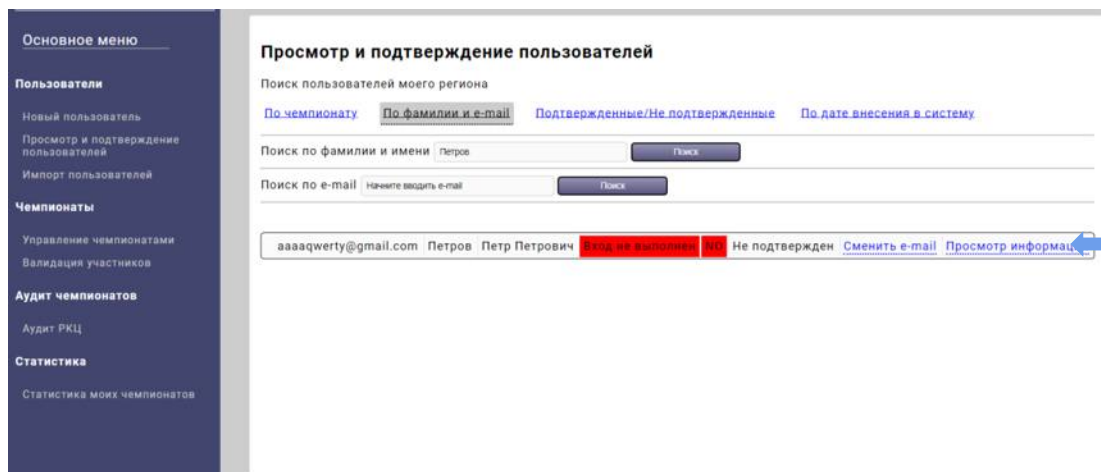 Основное меню
Пользователи
Новый пользователь
Просмотр и подтверждение
пользователей
Импорт пользователей
Чемпионаты
Управление чемпионатами
Валидация участников
Аудит чемпионатов
Аудит РКЦ
Статистика
Статистика моих чемпионатов
Просмотр и подтверждение пользователей
Поиск пользователей моего региона
По чемпионату По фамилии и e-mail Подтвержденные/Не подтвержденные По дате внесения в систему
Поиск по фамилии и имени Петров Поиск
Поиск по e-mail Начните вводить e-mail Поиск
aaaaqwerty@gmail.com Петров Петр Петрович Вход не выполнен NO Не подтвержден Сменить e-mail Просмотр информац